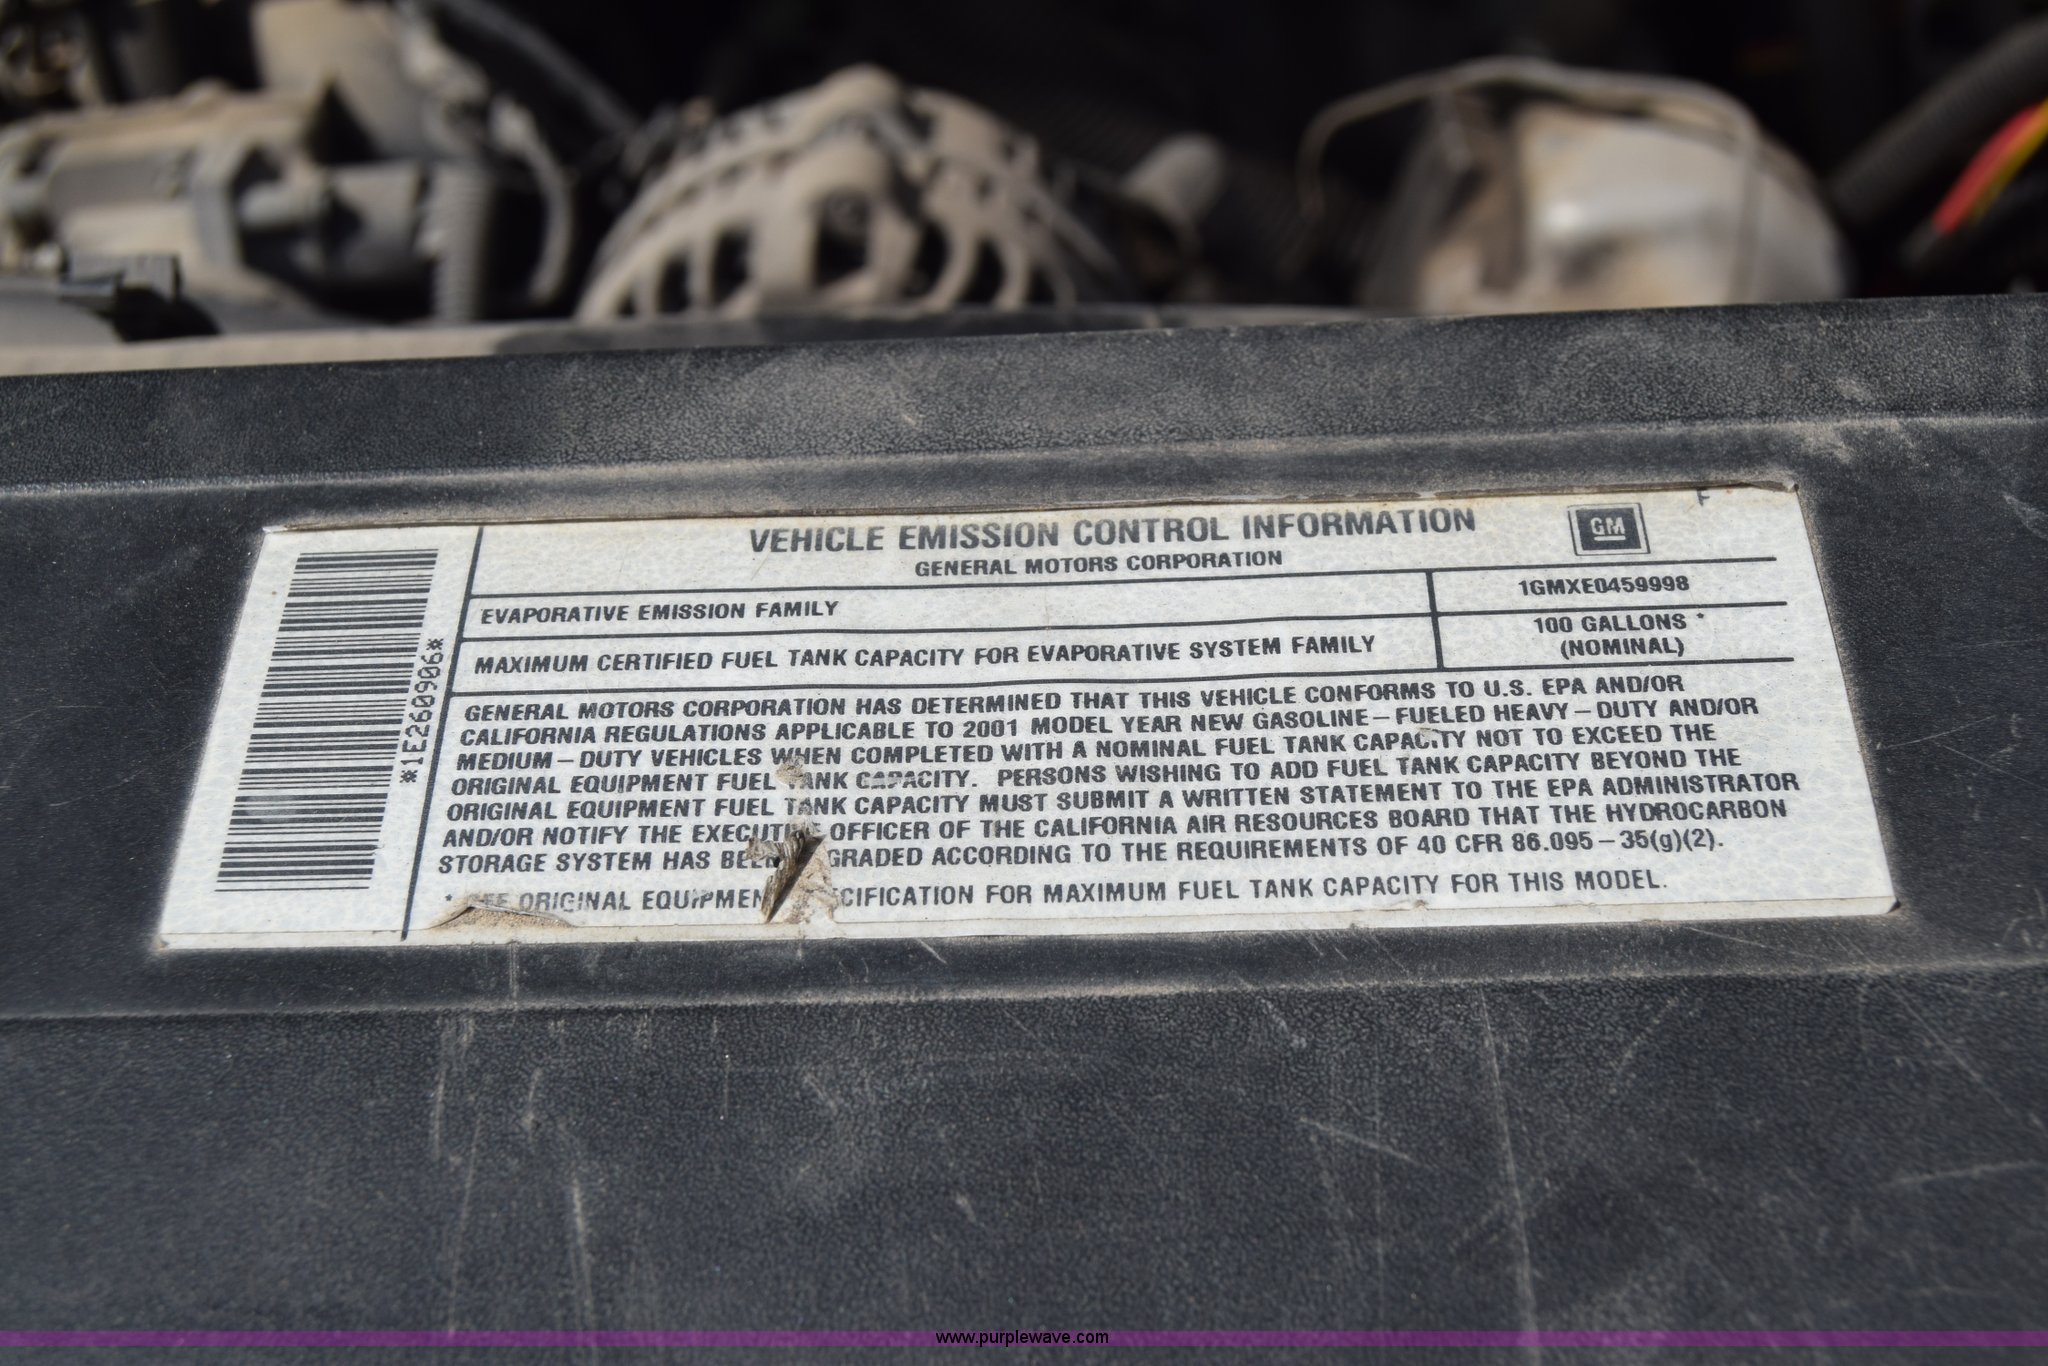 VEHICLE EMISSION CONTROL INFORMATION
GM
GENERAL MOTORS CORPORATION
EVAPORATIVE EMISSION FAMILY
1GMXE0459998
MAXIMUM CERTIFIED FUEL TANK CAPACITY FOR EVAPORATIVE SYSTEM FAMILY
100 GALLONS *
(NOMINAL)
*1E260906*
GENERAL MOTORS CORPORATION HAS DETERMINED THAT THIS VEHICLE CONFORMS TO U.S. EPA AND/OR
CALIFORNIA REGULATIONS APPLICABLE TO 2001 MODEL YEAR NEW GASOLINE-FUELED HEAVY-DUTY AND/OR
MEDIUM-DUTY VEHICLES WHEN COMPLETED WITH A NOMINAL FUEL TANK CAPACITY NOT TO EXCEED THE
ORIGINAL EQUIPMENT FUEL TANK CAPACITY. PERSONS WISHING TO ADD FUEL TANK CAPACITY BEYOND THE
ORIGINAL EQUIPMENT FUEL TANK CAPACITY MUST SUBMIT A WRITTEN STATEMENT TO THE EPA ADMINISTRATOR
AND/OR NOTIFY THE EXECUTIVE OFFICER OF THE CALIFORNIA AIR RESOURCES BOARD THAT THE HYDROCARBON
STORAGE SYSTEM HAS BEEN GRADED ACCORDING TO THE REQUIREMENTS OF 40 CFR 86.095-35(g)(2).
* SEE ORIGINAL EQUIPMENT CIFICATION FOR MAXIMUM FUEL TANK CAPACITY FOR THIS MODEL.
www.purplewave.com